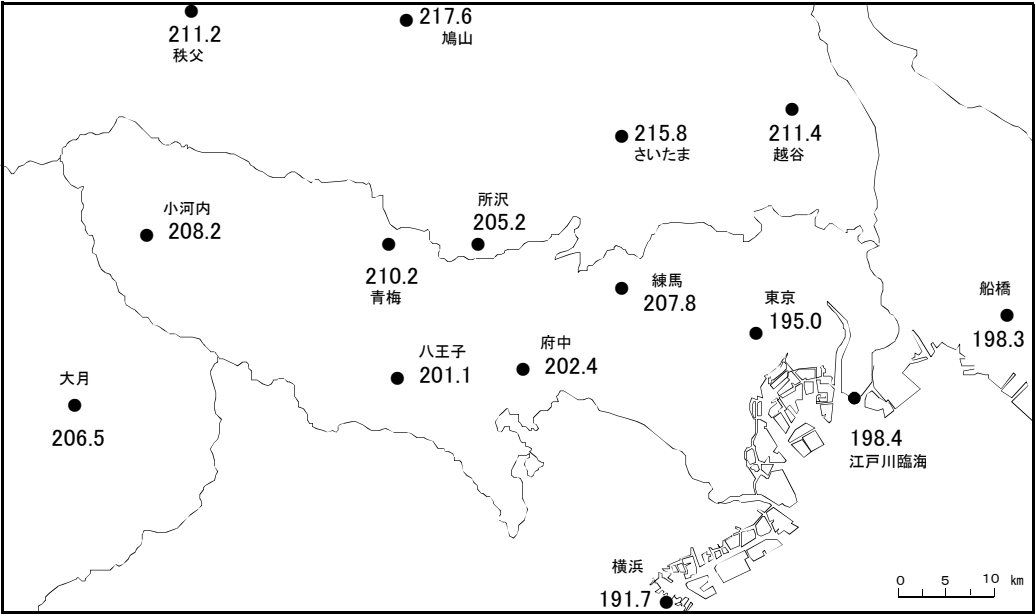 211.2
秩父
217.6
鳩山
215.8
さいたま
211.4
越谷
小河内
208.2
所沢
205.2
210.2
青梅
練馬
207.8
東京
195.0
船橋
198.3
大月
206.5
八王子
201.1
府中
202.4
198.4
江戸川臨海
横浜
191.7
0 5 10 km